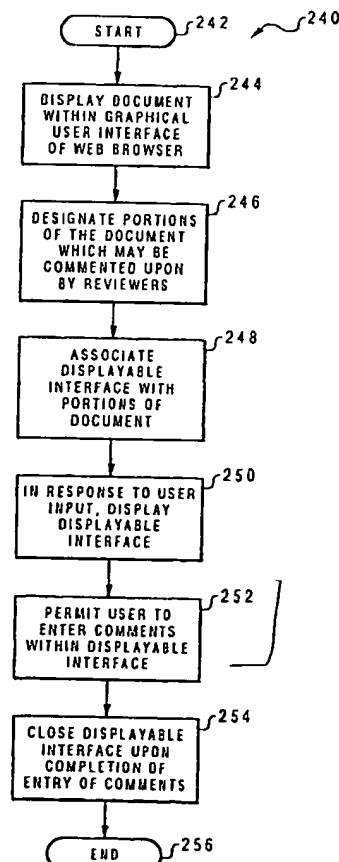 START
242
240
244
DISPLAY DOCUMENT
WITHIN GRAPHICAL
USER INTERFACE
OF WEB BROWSER
246
DESIGNATE PORTIONS
OF THE DOCUMENT
WHICH MAY BE
COMMENTED UPON
BY REVIEWERS
248
ASSOCIATE
DISPLAYABLE
INTERFACE WITH
PORTIONS OF
DOCUMENT
250
IN RESPONSE TO USER
INPUT, DISPLAY
DISPLAYABLE
INTERFACE
252
PERMIT USER TO
ENTER COMMENTS
WITHIN DISPLAYABLE
INTERFACE
254
CLOSE DISPLAYABLE
INTERFACE UPON
COMPLETION OF
ENTRY OF COMMENTS
END
256